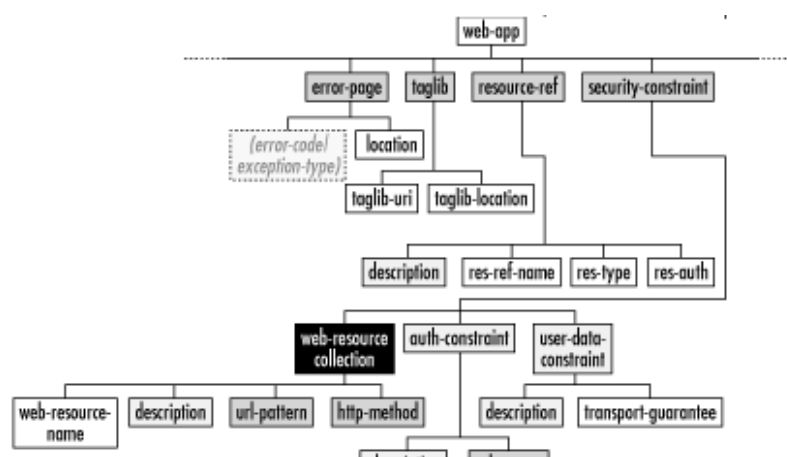 web-app
error-page
taglib
resource-ref
security-constraint
(error-code/
exception-type)
location
taglib-uri
taglib-location
description
res-ref-name
res-type
res-auth
web-resource
collection
auth-constraint
user-data-
constraint
web-resource-
name
description
url-pattern
http-method
description
transport-guarantee